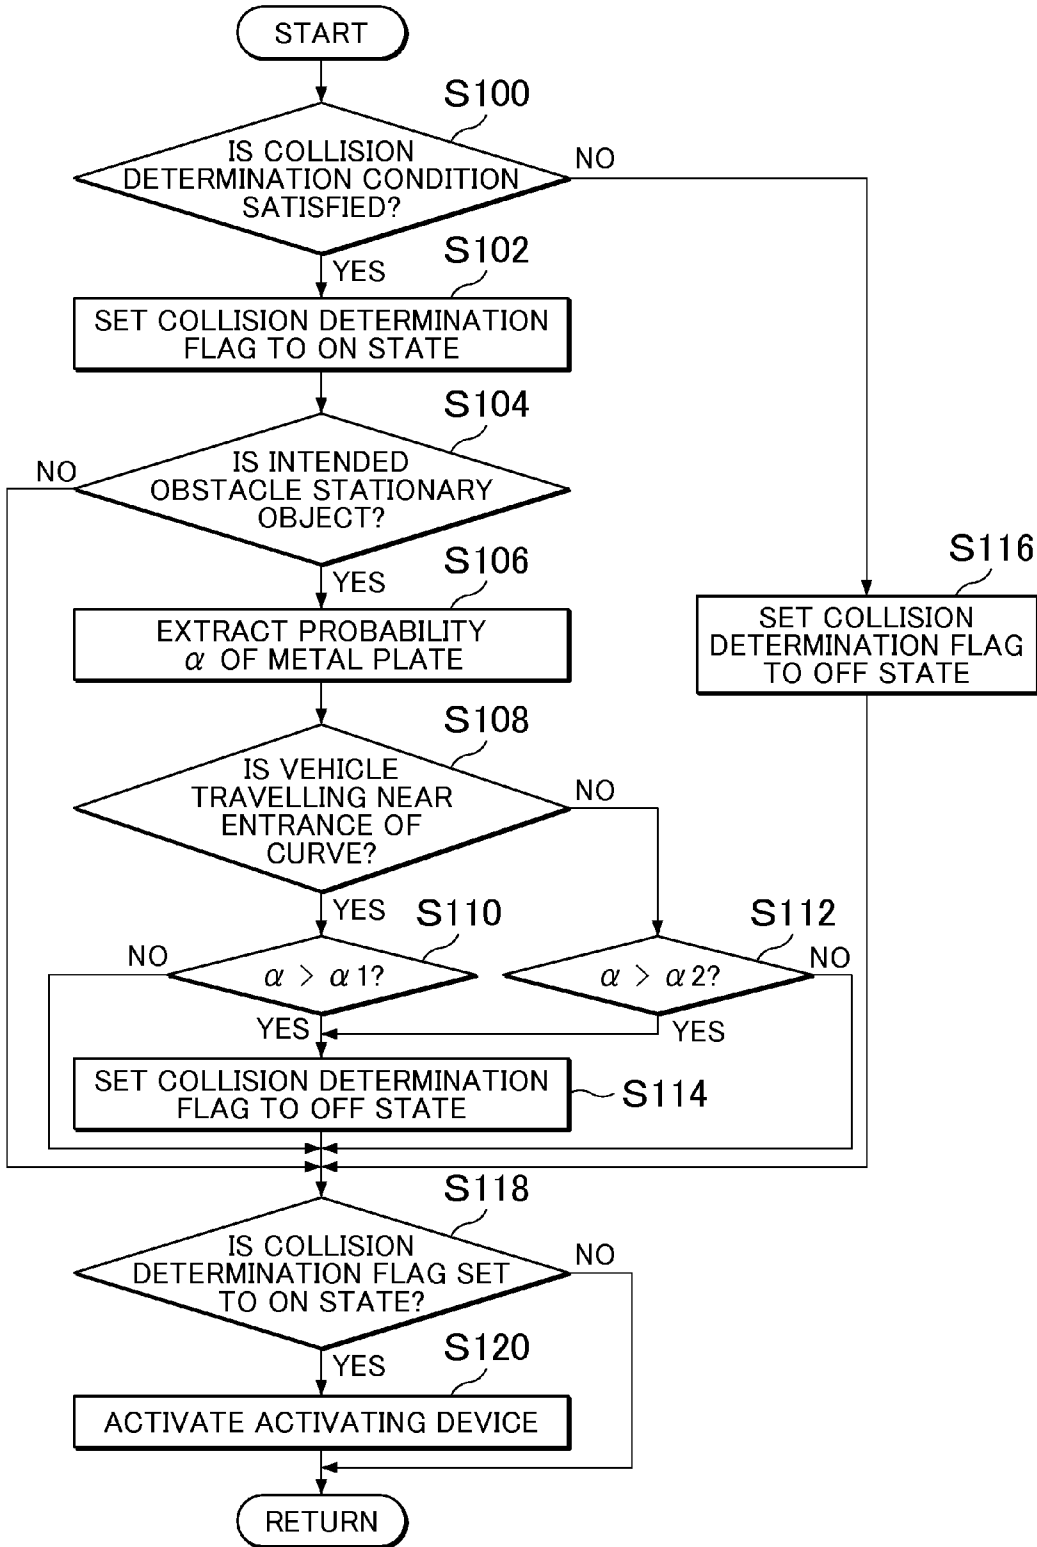 START
S100
IS COLLISION
DETERMINATION CONDITION
SATISFIED?
NO
YES
S102
SET COLLISION DETERMINATION
FLAG TO ON STATE
S104
NO
IS INTENDED
OBSTACLE STATIONARY
OBJECT?
YES
S106
EXTRACT PROBABILITY
α OF METAL PLATE
S116
SET COLLISION
DETERMINATION FLAG
TO OFF STATE
S108
IS VEHICLE
TRAVELLING NEAR
ENTRANCE OF
CURVE?
NO
YES
S110
NO
α > α1?
YES
S112
α > α2?
NO
YES
SET COLLISION DETERMINATION
FLAG TO OFF STATE
S114
S118
IS COLLISION
DETERMINATION FLAG SET
TO ON STATE?
NO
YES
S120
ACTIVATE ACTIVATING DEVICE
RETURN